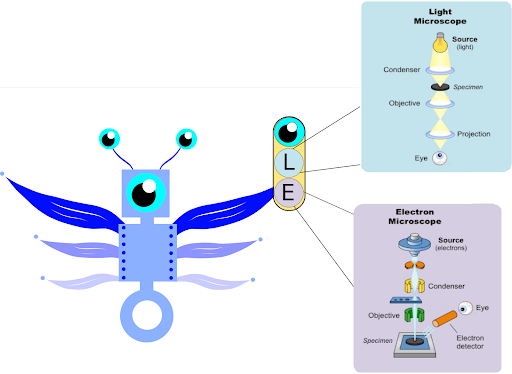 Light
Microscope
Source
(light)
Condenser
Specimen
Objective
Projection
Eye
L
E
Electron
Microscope
Source
(electrons)
Condenser
Eye
Objective
Specimen
Electron
detector